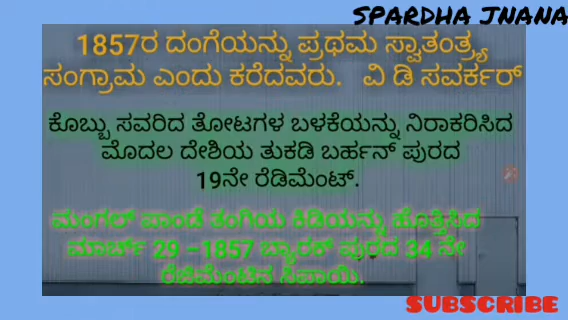 SPARDHA JNANA
1857ರ ದಂಗೆಯನ್ನು ಪ್ರಥಮ ಸ್ವಾತಂತ್ರ್ಯ
ಸಂಗ್ರಾಮ ಎಂದು ಕರೆದವರು. ವಿ ಡಿ ಸವರ್ಕರ್
ಕೊಬ್ಬು ಸವರಿದ ತೋಟಗಳ ಬಳಕೆಯನ್ನು ನಿರಾಕರಿಸಿದ
ಮೊದಲ ದೇಶಿಯ ತುಕಡಿ ಬರ್ಹನ್ ಪುರದ
19ನೇ ರೆಡಿಮೆಂಟ್.
ಮಂಗಲ್ ಪಾಂಡೆ ದಂಗೆಯ ಕಿಡಿಯನ್ನು ಹೊತ್ತಿಸಿದ
ಮಾರ್ಚ್ 29 -1857 ಬ್ಯಾರಕ್ ಪುರದ 34 ನೇ
ರೆಜಿಮೆಂಟಿನ ಸಿಪಾಯಿ.
SUBSCRIBE